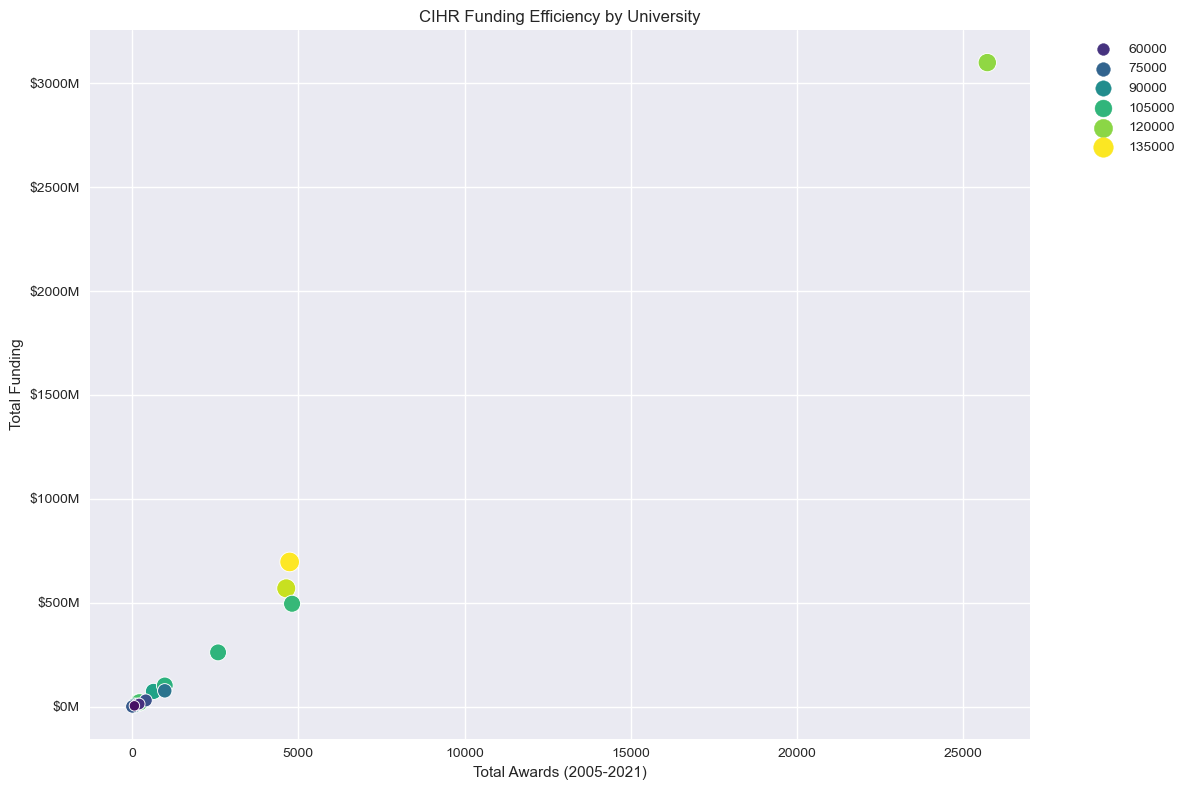 CIHR Funding Efficiency by University
60000
75000
90000
105000
120000
135000
$3000M
$2500M
$2000M
$1500M
$1000M
$500M
$0M
Total Funding
0
5000
10000
15000
20000
25000
Total Awards (2005-2021)